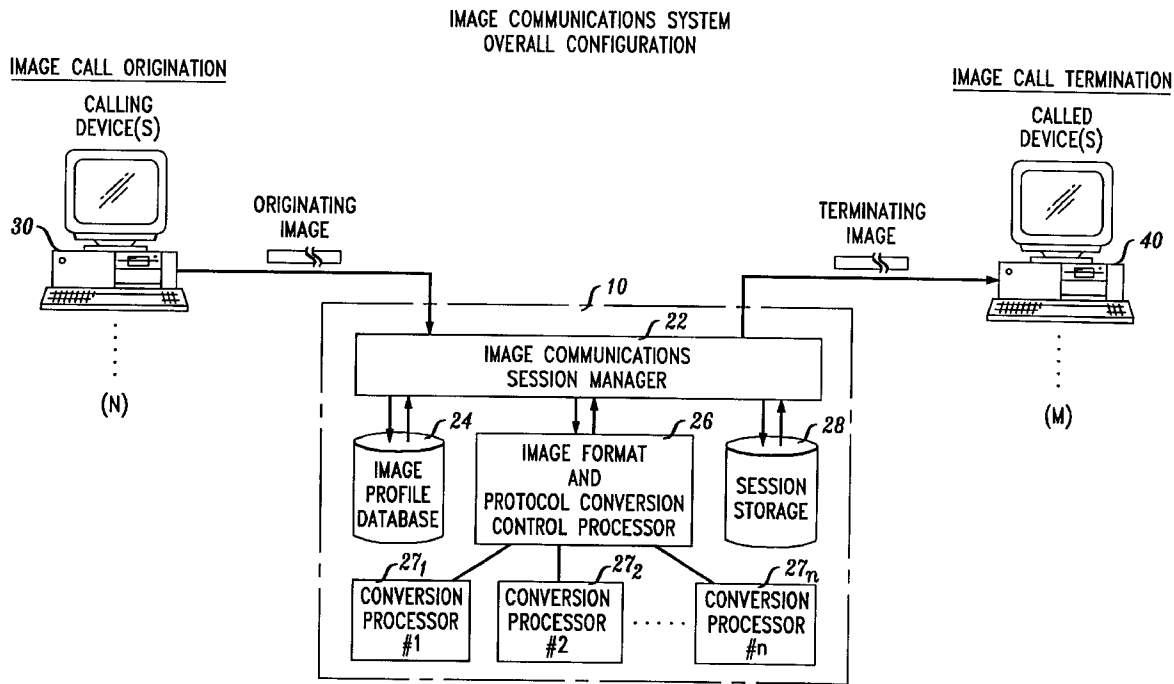 IMAGE COMMUNICATIONS SYSTEM
OVERALL CONFIGURATION
IMAGE CALL ORIGINATION
IMAGE CALL TERMINATION
CALLING
DEVICE(S)
CALLED
DEVICE(S)
30
ORIGINATING
IMAGE
TERMINATING
IMAGE
40
10
22
IMAGE COMMUNICATIONS
SESSION MANAGER
(N)
(M)
24
IMAGE
PROFILE
DATABASE
26
IMAGE FORMAT
AND
PROTOCOL CONVERSION
CONTROL PROCESSOR
28
SESSION
STORAGE
27₁
CONVERSION
PROCESSOR
#1
27₂
CONVERSION
PROCESSOR
#2
27ₙ
CONVERSION
PROCESSOR
#n